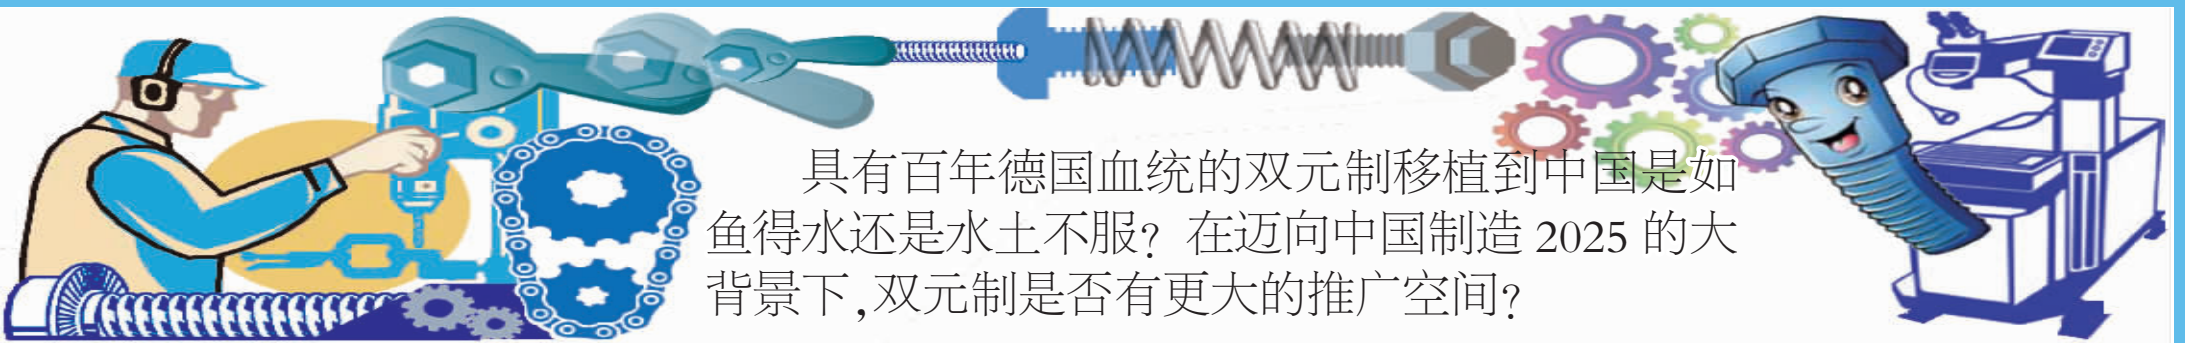 具有百年德国血统的双元制移植到中国是如
鱼得水还是水土不服？在迈向中国制造 2025 的大
背景下,双元制是否有更大的推广空间？